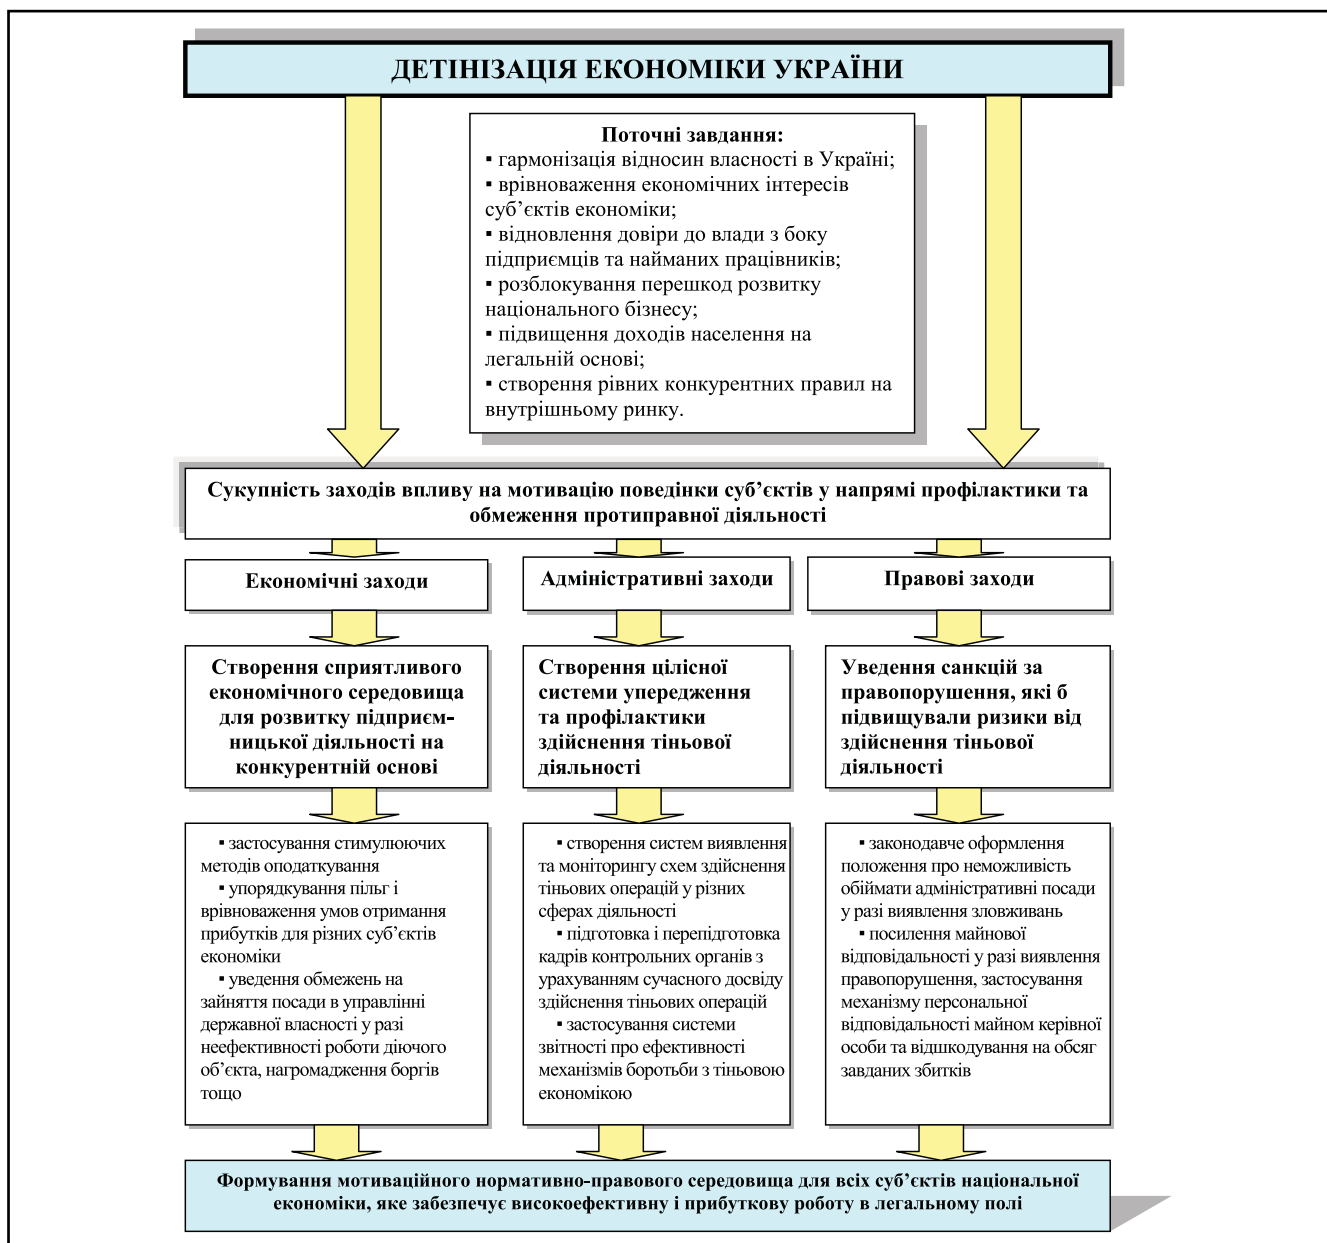 ДЕТІНІЗАЦІЯ ЕКОНОМІКИ УКРАЇНИ
Поточні завдання:
▪ гармонізація відносин власності в Україні;
▪ врівноваження економічних інтересів
суб’єктів економіки;
▪ відновлення довіри до влади з боку
підприємців та найманих працівників;
▪ розблокування перешкод розвитку
національного бізнесу;
▪ підвищення доходів населення на
легальній основі;
▪ створення рівних конкурентних правил на
внутрішньому ринку.
Сукупність заходів впливу на мотивацію поведінки суб’єктів у напрямі профілактики та
обмеження протиправної діяльності
Економічні заходи
Адміністративні заходи
Правові заходи
Створення сприятливого
економічного середовища
для розвитку підприєм-
ницької діяльності на
конкурентній основі
Створення цілісної
системи упередження
та профілактики
здійснення тіньової
діяльності
Уведення санкцій за
правопорушення, які б
підвищували ризики від
здійснення тіньової
діяльності
▪ застосування стимулюючих
методів оподаткування
▪ упорядкування пільг і
врівноваження умов отримання
прибутків для різних суб’єктів
економіки
▪ уведення обмежень на
зайняття посади в управлінні
державної власності у разі
неефективності роботи діючого
об’єкта, нагромадження боргів
тощо
▪ створення систем виявлення
та моніторингу схем здійснення
тіньових операцій у різних
сферах діяльності
▪ підготовка і перепідготовка
кадрів контрольних органів з
урахуванням сучасного досвіду
здійснення тіньових операцій
▪ застосування системи
звітності про ефективності
механізмів боротьби з тіньовою
економікою
▪ законодавче оформлення
положення про неможливість
обіймати адміністративні посади
у разі виявлення зловживань
▪ посилення майнової
відповідальності у разі виявлення
правопорушення, застосування
механізму персональної
відповідальності майном керівної
особи та відшкодування на обсяг
завданих збитків
Формування мотиваційного нормативно-правового середовища для всіх суб’єктів національної
економіки, яке забезпечує високоефективну і прибуткову роботу в легальному полі